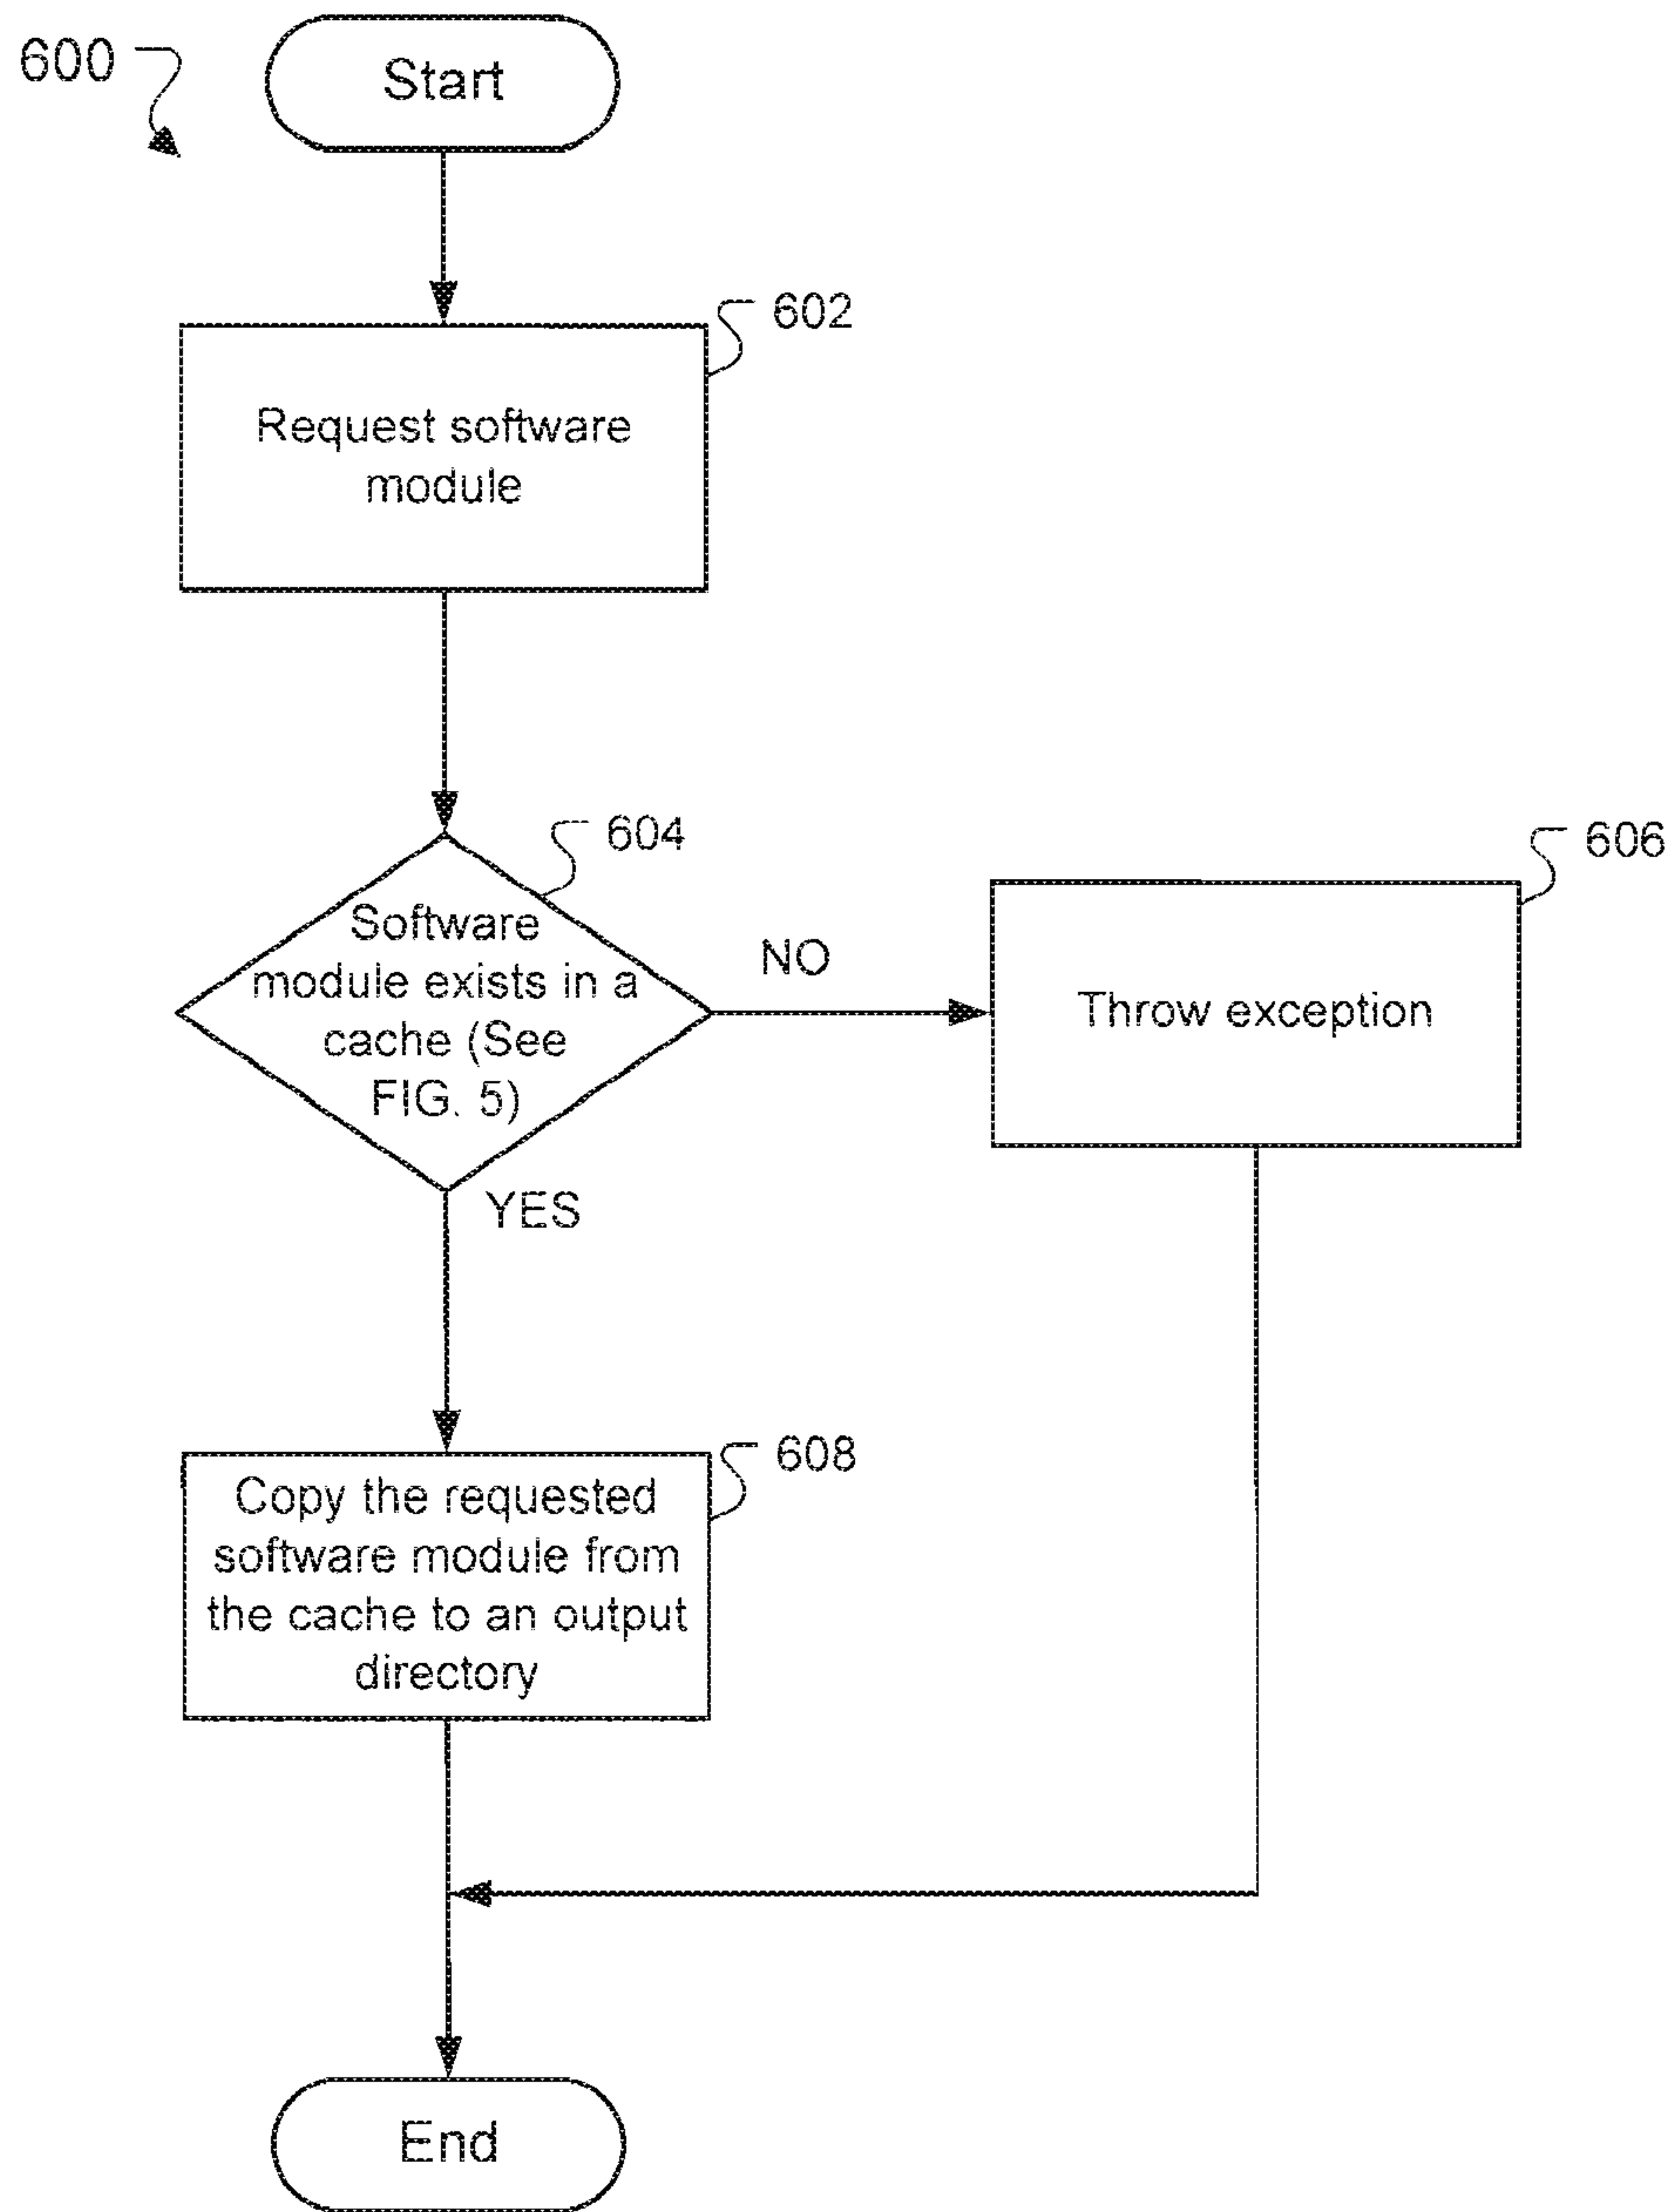 600
Start
602
Request software
module
604
Software
module exists in a
cache (See
FIG. 5)
NO
606
Throw exception
YES
608
Copy the requested
software module from
the cache to an output
directory
End